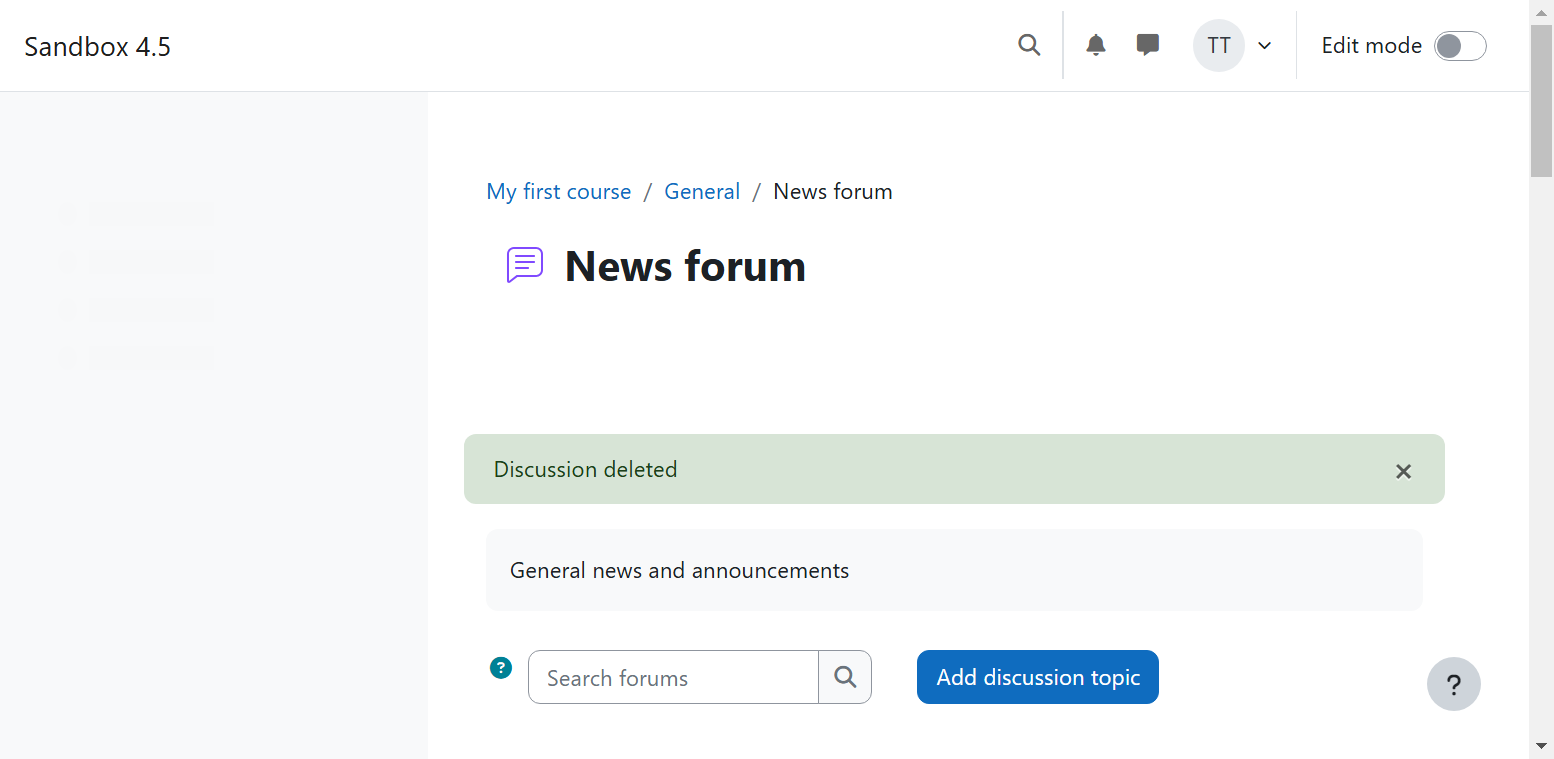 Sandbox 4.5
TT
Edit mode
My first course / General / News forum
News forum
Discussion deleted
×
General news and announcements
?
Search forums
Add discussion topic
?